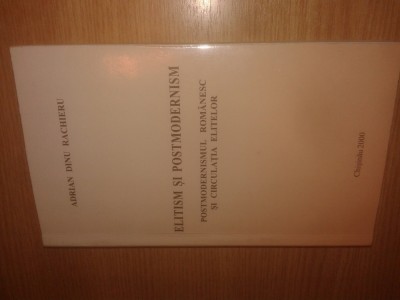 ADRIAN DINU RACHIERU
ELITISM ȘI POSTMODERNISM
POSTMODERNISMUL ROMÂNESC
ȘI CIRCULAȚIA ELITELOR
Chișinău 2000